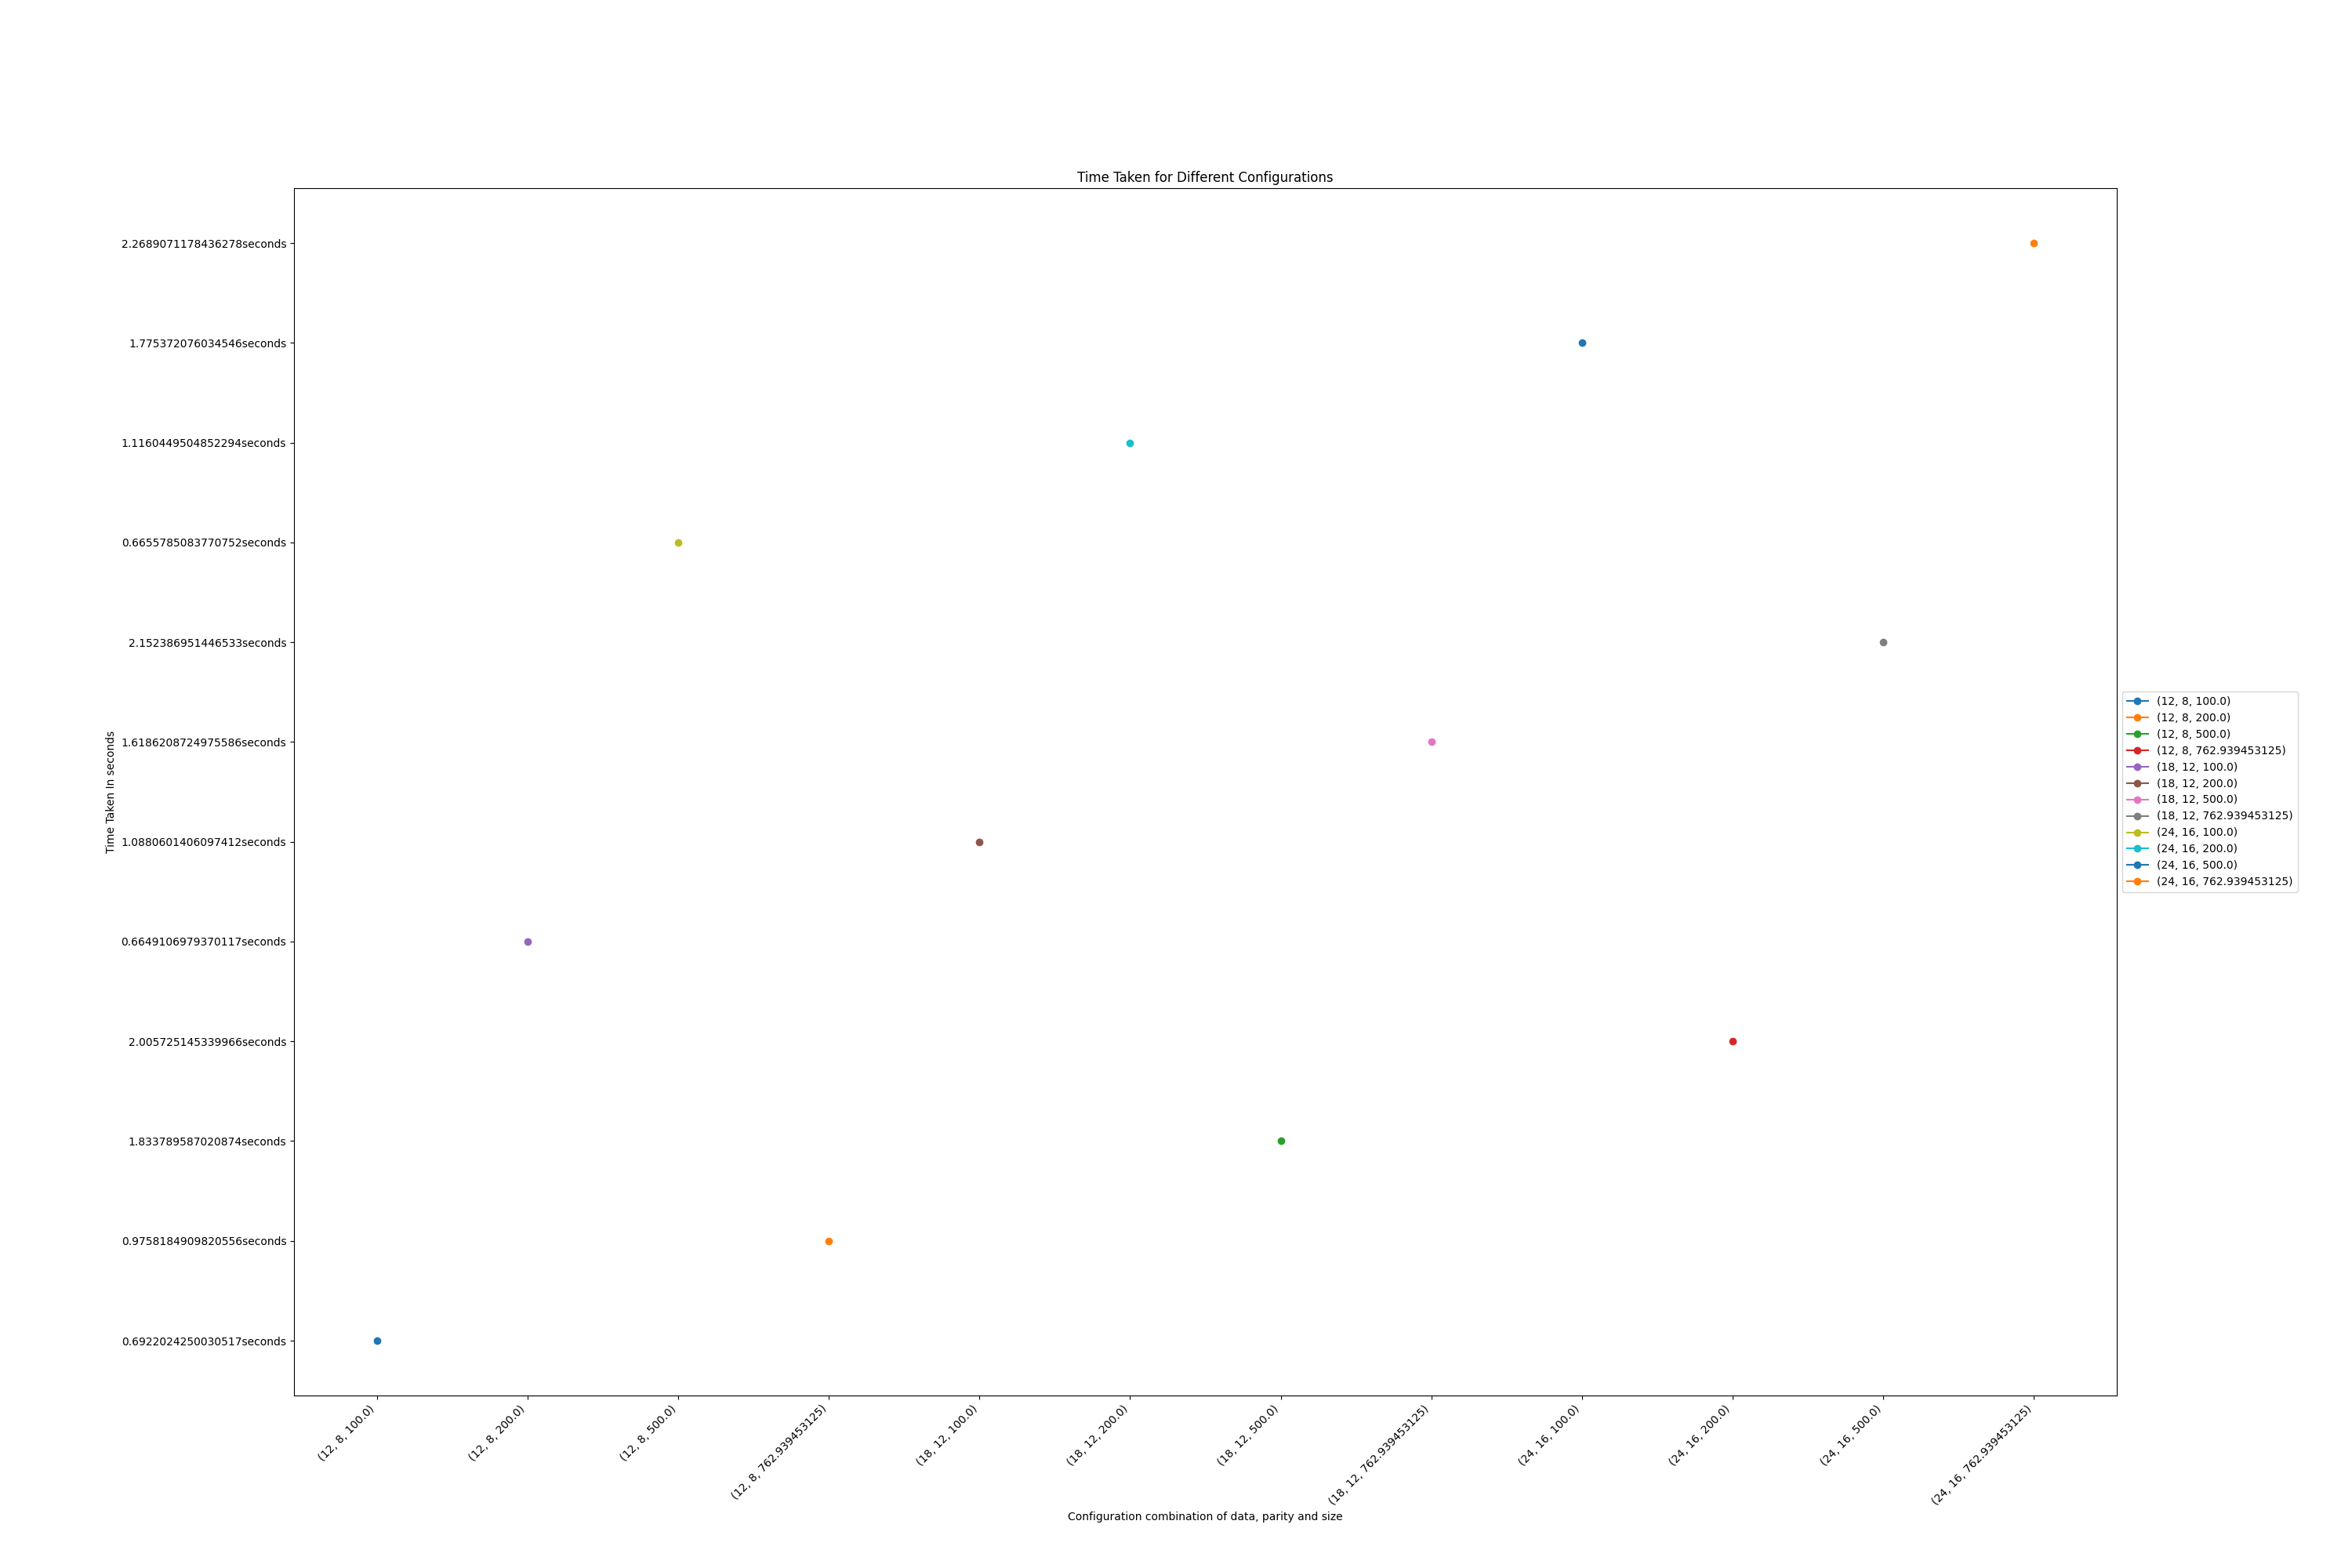 Time Taken for Different Configurations
2.2689071178436278seconds
1.775372076034546seconds
1.1160449504852294seconds
0.6655785083770752seconds
2.152386951446533seconds
1.6186208724975586seconds
1.0880601406097412seconds
0.6649106979370117seconds
2.005725145339966seconds
1.833789587020874seconds
0.9758184909820556seconds
0.6922024250030517seconds
Time Taken In seconds
(12, 8, 100.0)
(12, 8, 200.0)
(12, 8, 500.0)
(12, 8, 762.939453125)
(18, 12, 100.0)
(18, 12, 200.0)
(18, 12, 500.0)
(18, 12, 762.939453125)
(24, 16, 100.0)
(24, 16, 200.0)
(24, 16, 500.0)
(24, 16, 762.939453125)
Configuration combination of data, parity and size
(12, 8, 100.0)
(12, 8, 200.0)
(12, 8, 500.0)
(12, 8, 762.939453125)
(18, 12, 100.0)
(18, 12, 200.0)
(18, 12, 500.0)
(18, 12, 762.939453125)
(24, 16, 100.0)
(24, 16, 200.0)
(24, 16, 500.0)
(24, 16, 762.939453125)